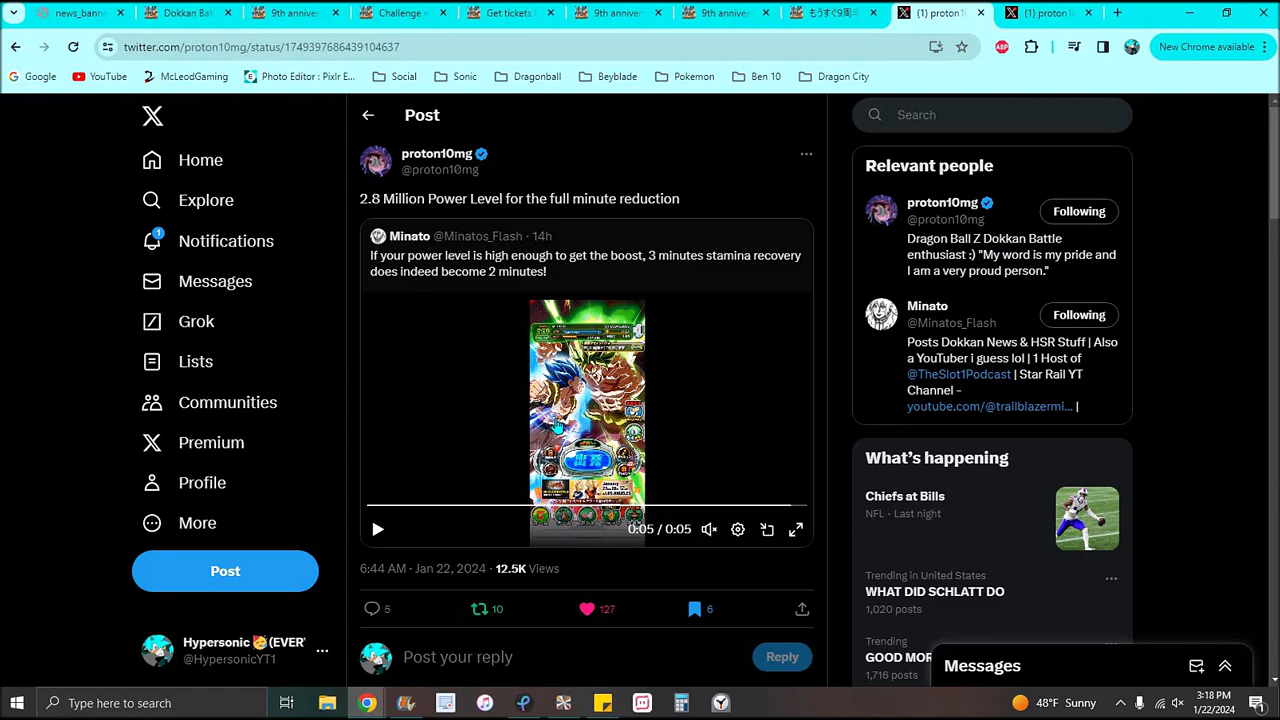 news_bann
Dokkan Ba
9th anniver
Challenge
Get tickets
9th anniver
9th anniver
もうすぐ9周年
(1) proton1
(1) proton1
twitter.com/proton10mg/status/1749397686439104637
ABP
New Chrome available
Google
YouTube
McLeodGaming
Photo Editor : Pixlr E...
Social
Sonic
Dragonball
Beyblade
Pokemon
Ben 10
Dragon City
Post
Search
Home
Explore
1
Notifications
Messages
Grok
Lists
Communities
Premium
Profile
More
Post
Hypersonic 🥳(EVER
@HypersonicYT1
proton10mg
@proton10mg
2.8 Million Power Level for the full minute reduction
Minato @Minatos_Flash · 14h
If your power level is high enough to get the boost, 3 minutes stamina recovery
does indeed become 2 minutes!
出発
0:05 / 0:05
6:44 AM · Jan 22, 2024 · 12.5K Views
5
10
127
6
Post your reply
Reply
Relevant people
proton10mg
@proton10mg
Following
Dragon Ball Z Dokkan Battle
enthusiast :) "My word is my pride and
I am a very proud person."
Minato
@Minatos_Flash
Following
Posts Dokkan News & HSR Stuff | Also
a YouTuber i guess lol | 1 Host of
@TheSlot1Podcast | Star Rail YT
Channel -
youtube.com/@trailblazermi... |
What's happening
Chiefs at Bills
NFL · Last night
Trending in United States
WHAT DID SCHLATT DO
1,020 posts
Trending
GOOD MOR
1,716 posts
Messages
Type here to search
48°F Sunny
3:18 PM
1/22/2024
1